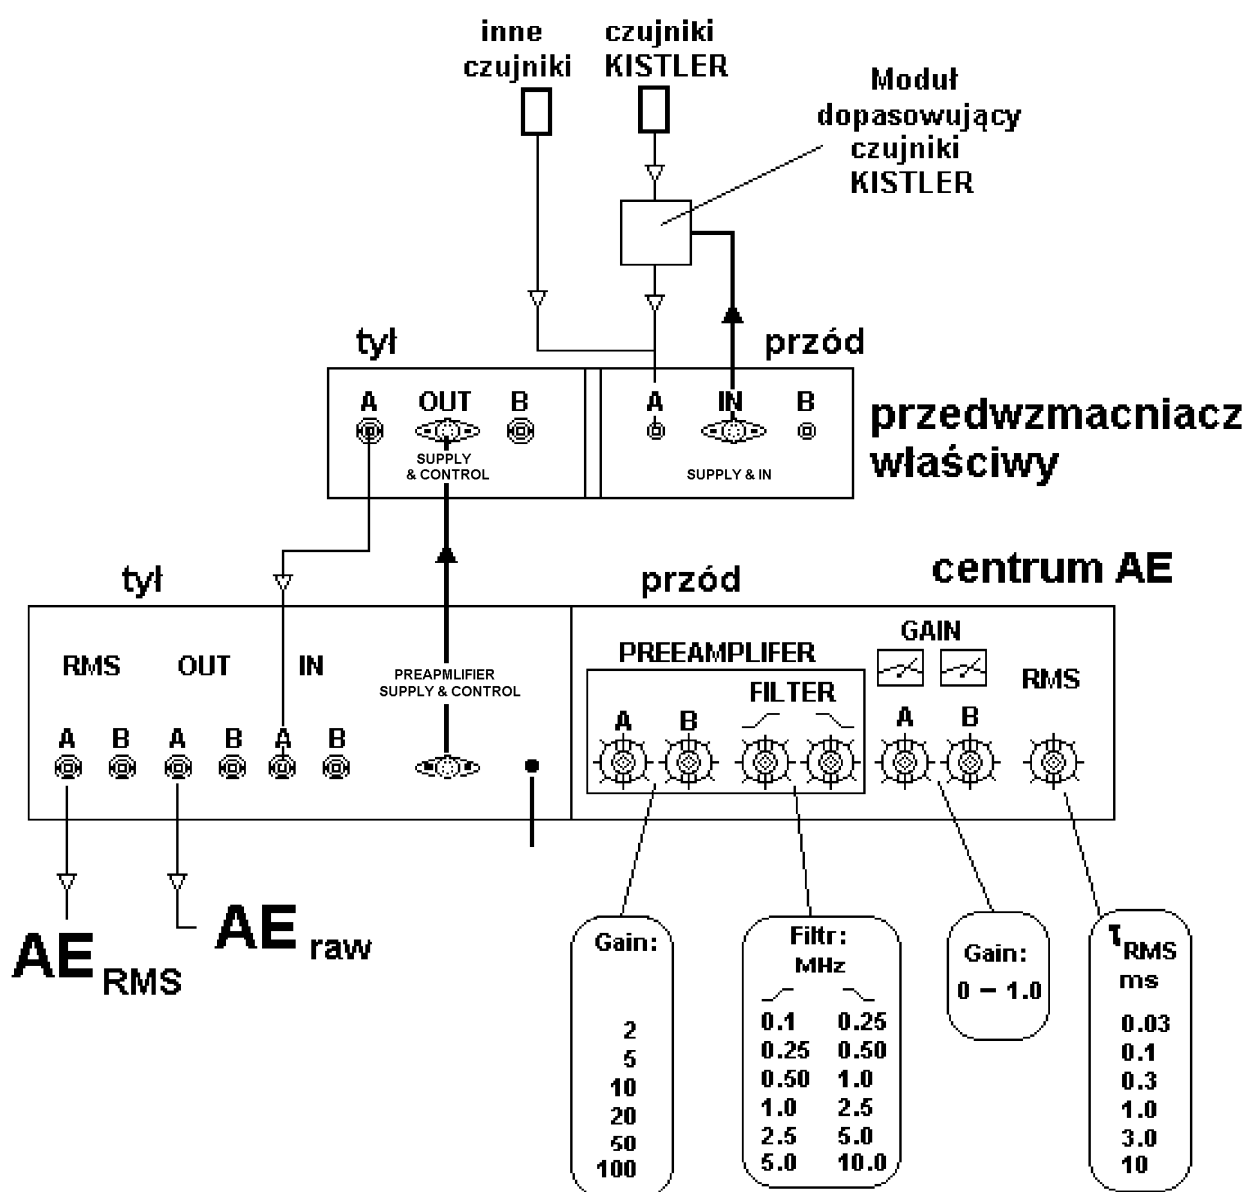 inne
czujniki
czujniki
KISTLER
Moduł
dopasowujący
czujniki
KISTLER
tył
przód
A OUT B
SUPPLY
& CONTROL
A IN B
SUPPLY & IN
przedwzmacniacz
właściwy
tył
przód
centrum AE
RMS OUT IN
PREAPMLIFIER
SUPPLY & CONTROL
A B A B A B
PREEAMPLIFER
FILTER
A B
GAIN
A B
RMS
AE RMS
AE raw
Gain:
2
5
10
20
50
100
Filtr:
MHz
0.1 0.25
0.25 0.50
0.50 1.0
1.0 2.5
2.5 5.0
5.0 10.0
Gain:
0 – 1.0
τRMS
ms
0.03
0.1
0.3
1.0
3.0
10